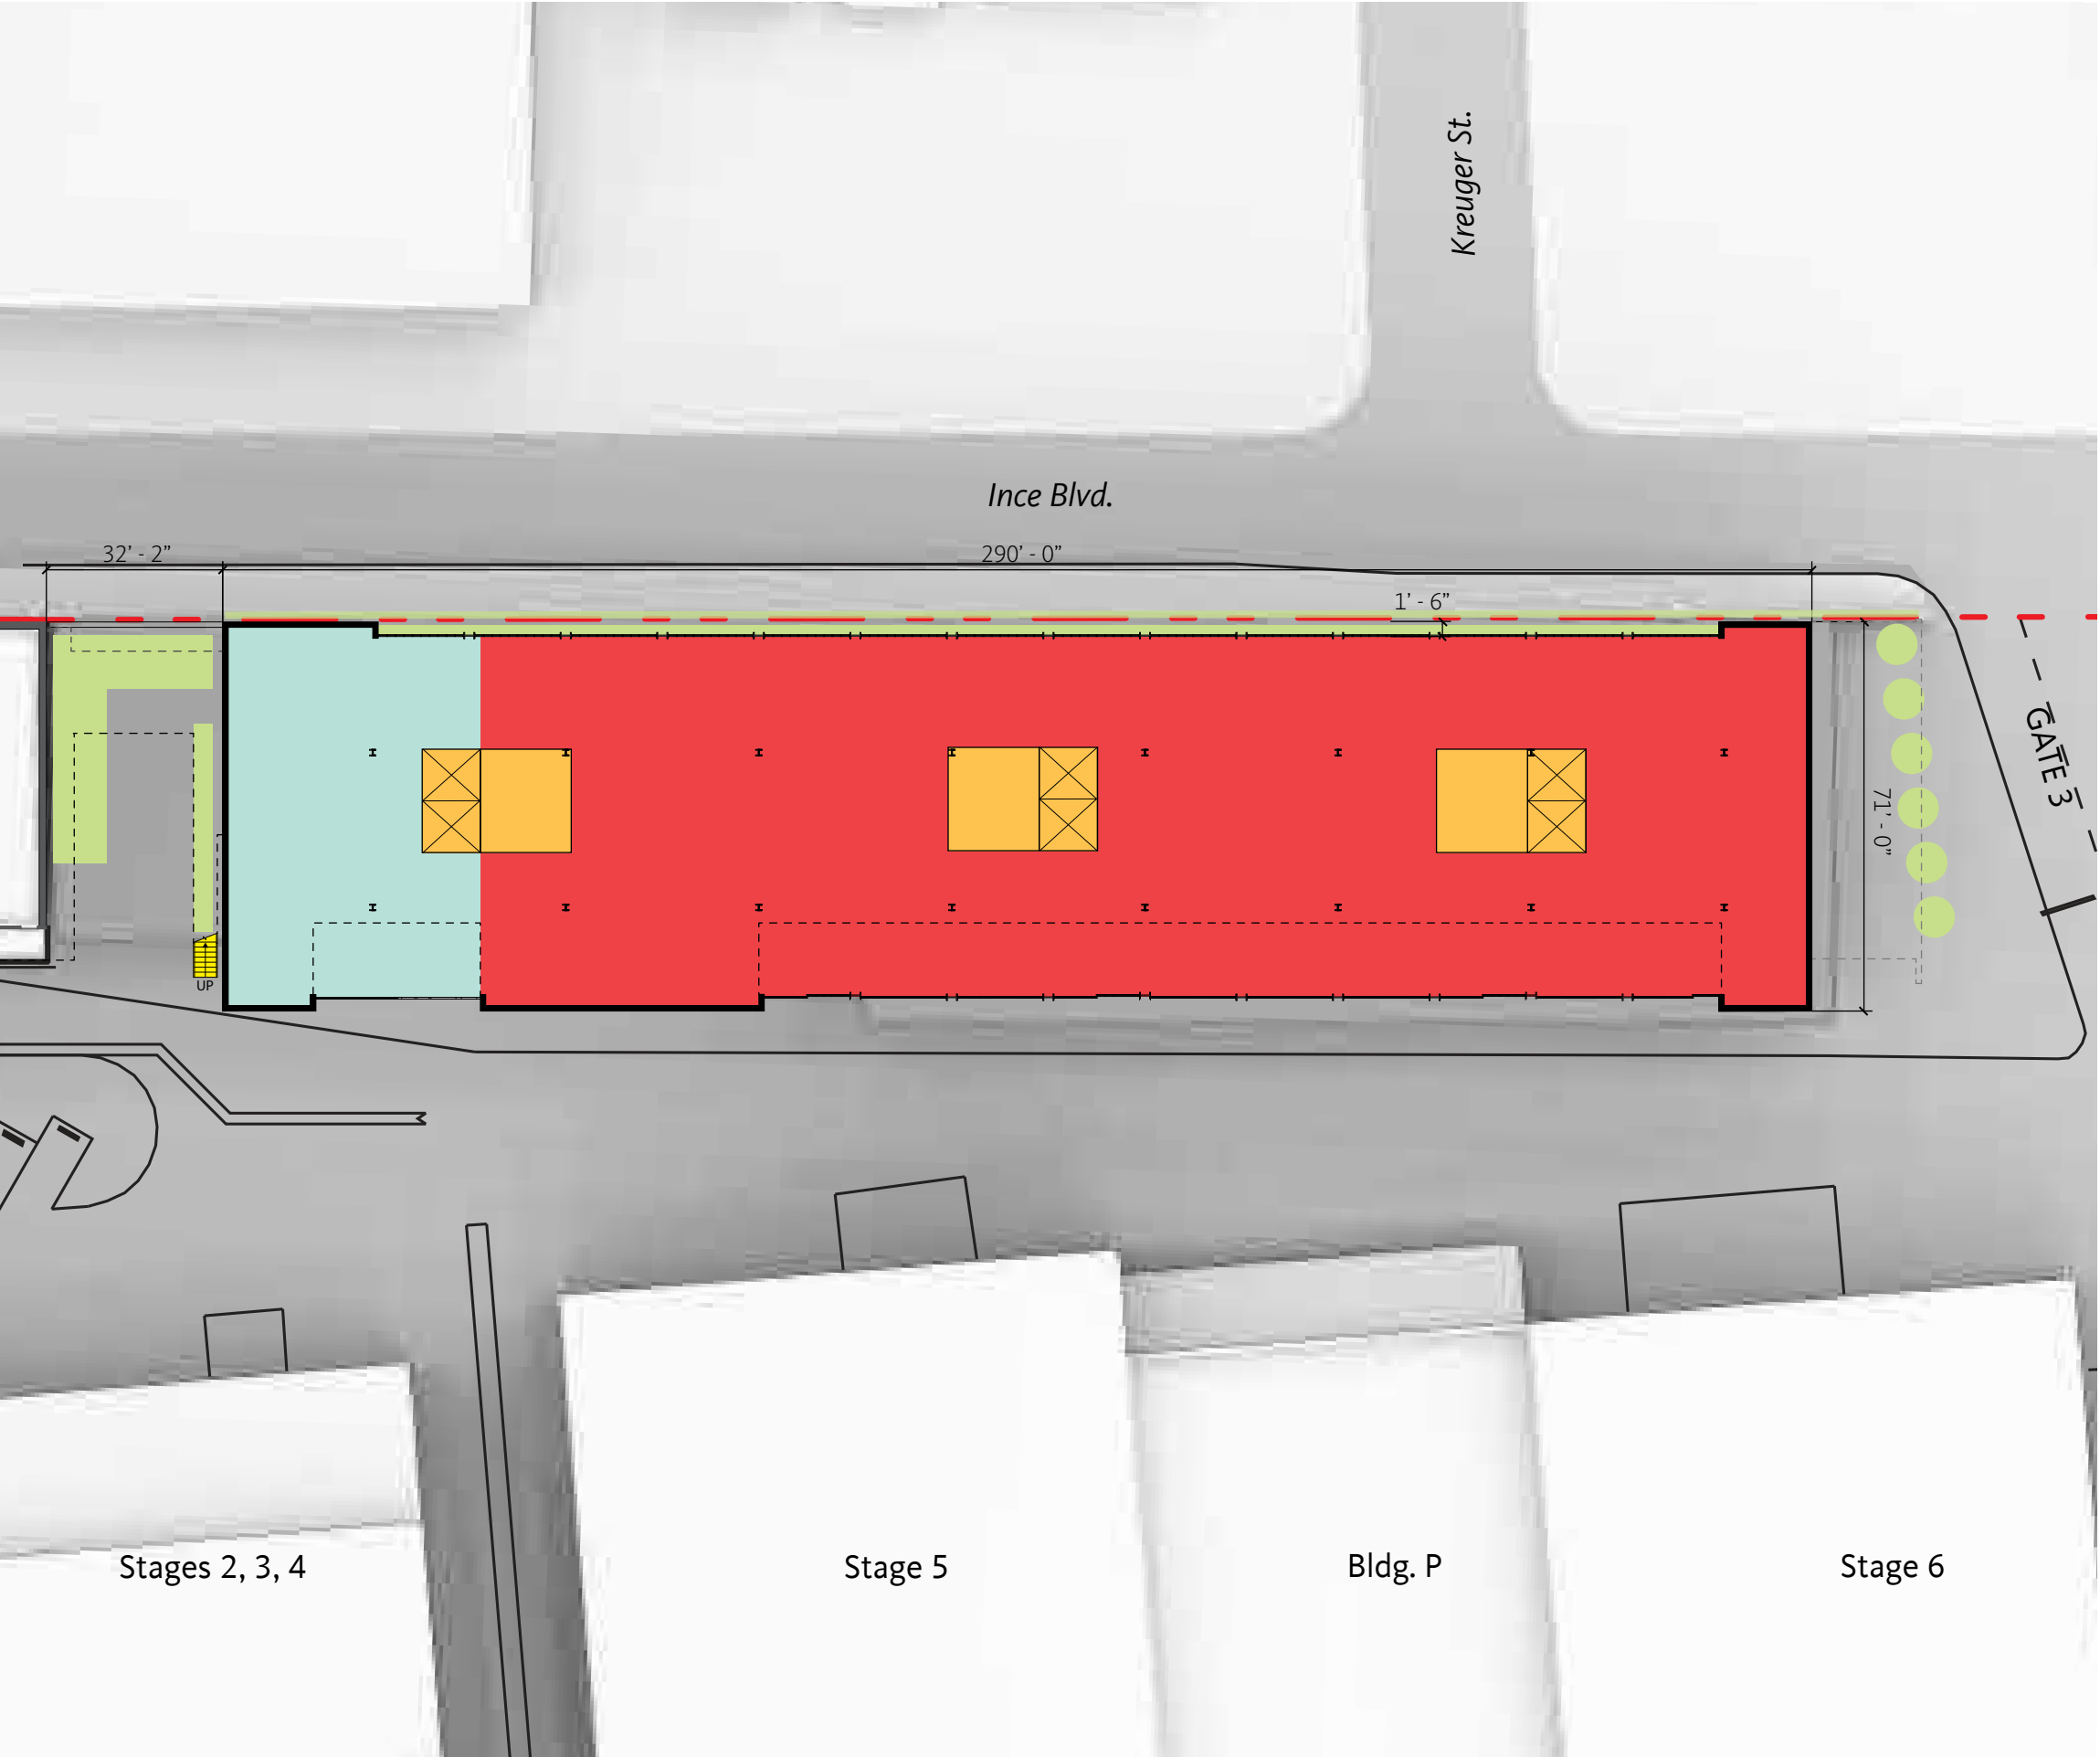 Kreuger St.
Ince Blvd.
32’ - 2”
290’ - 0”
1’ - 6”
GATE 3
71’ - 0”
UP
Stages 2, 3, 4
Stage 5
Bldg. P
Stage 6